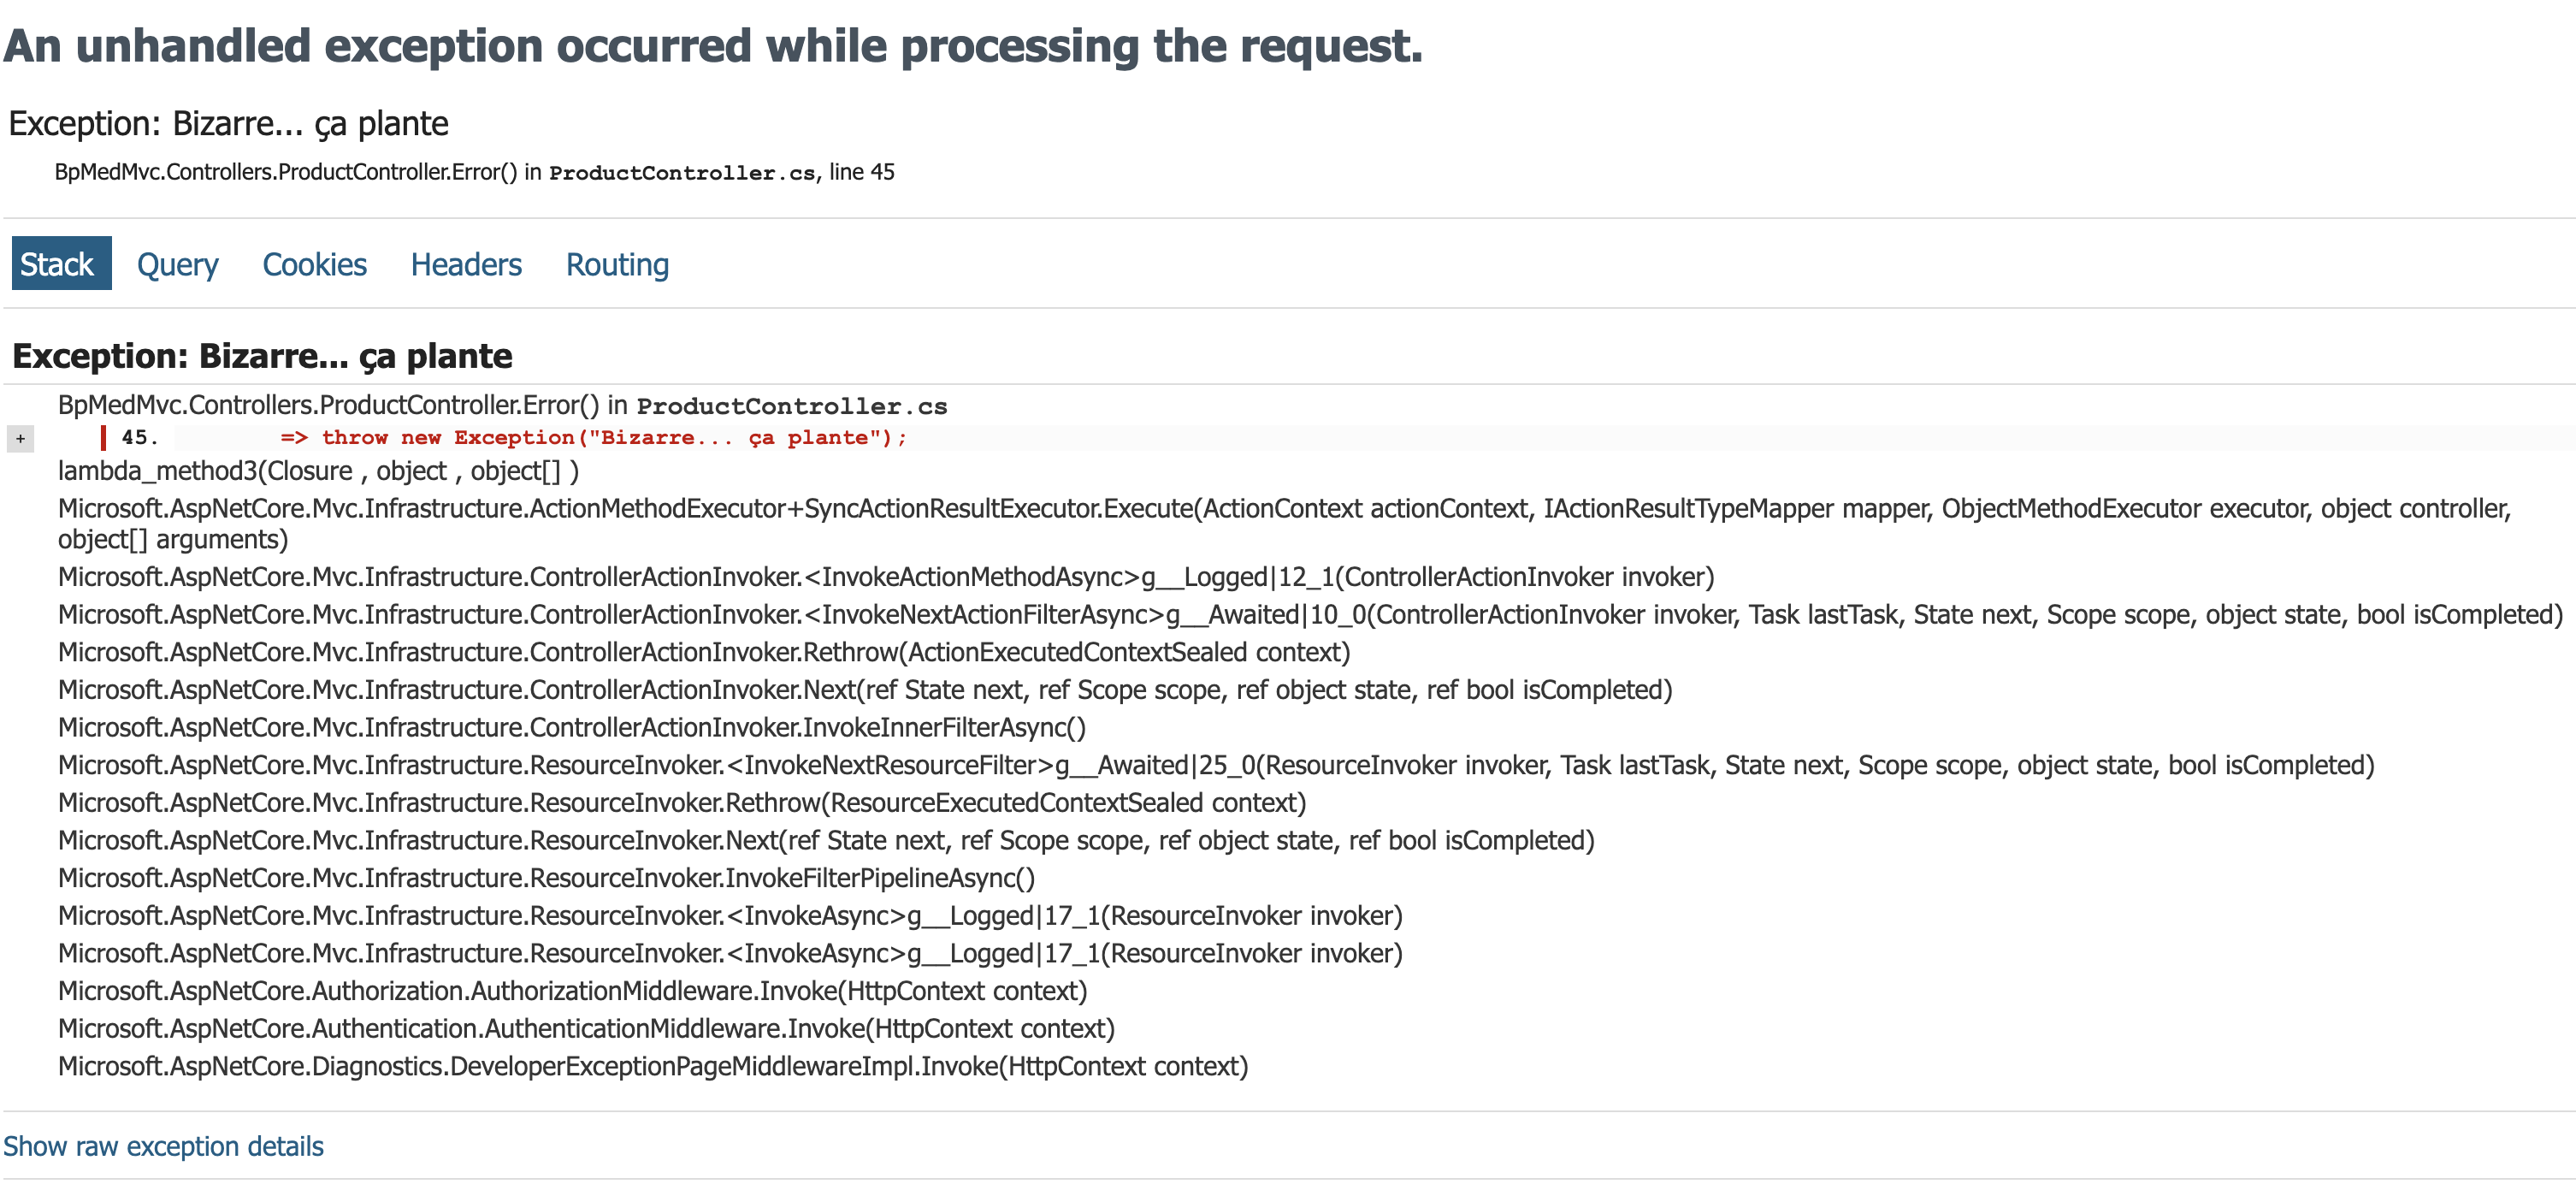 An unhandled exception occurred while processing the request.
Exception: Bizarre... ça plante
BpMedMvc.Controllers.ProductController.Error() in ProductController.cs, line 45
Stack Query Cookies Headers Routing
Exception: Bizarre... ça plante
BpMedMvc.Controllers.ProductController.Error() in ProductController.cs
+ 45. => throw new Exception("Bizarre... ça plante");
lambda_method3(Closure , object , object[] )
Microsoft.AspNetCore.Mvc.Infrastructure.ActionMethodExecutor+SyncActionResultExecutor.Execute(ActionContext actionContext, IActionResultTypeMapper mapper, ObjectMethodExecutor executor, object controller,
object[] arguments)
Microsoft.AspNetCore.Mvc.Infrastructure.ControllerActionInvoker.<InvokeActionMethodAsync>g__Logged|12_1(ControllerActionInvoker invoker)
Microsoft.AspNetCore.Mvc.Infrastructure.ControllerActionInvoker.<InvokeNextActionFilterAsync>g__Awaited|10_0(ControllerActionInvoker invoker, Task lastTask, State next, Scope scope, object state, bool isCompleted)
Microsoft.AspNetCore.Mvc.Infrastructure.ControllerActionInvoker.Rethrow(ActionExecutedContextSealed context)
Microsoft.AspNetCore.Mvc.Infrastructure.ControllerActionInvoker.Next(ref State next, ref Scope scope, ref object state, ref bool isCompleted)
Microsoft.AspNetCore.Mvc.Infrastructure.ControllerActionInvoker.InvokeInnerFilterAsync()
Microsoft.AspNetCore.Mvc.Infrastructure.ResourceInvoker.<InvokeNextResourceFilter>g__Awaited|25_0(ResourceInvoker invoker, Task lastTask, State next, Scope scope, object state, bool isCompleted)
Microsoft.AspNetCore.Mvc.Infrastructure.ResourceInvoker.Rethrow(ResourceExecutedContextSealed context)
Microsoft.AspNetCore.Mvc.Infrastructure.ResourceInvoker.Next(ref State next, ref Scope scope, ref object state, ref bool isCompleted)
Microsoft.AspNetCore.Mvc.Infrastructure.ResourceInvoker.InvokeFilterPipelineAsync()
Microsoft.AspNetCore.Mvc.Infrastructure.ResourceInvoker.<InvokeAsync>g__Logged|17_1(ResourceInvoker invoker)
Microsoft.AspNetCore.Mvc.Infrastructure.ResourceInvoker.<InvokeAsync>g__Logged|17_1(ResourceInvoker invoker)
Microsoft.AspNetCore.Authorization.AuthorizationMiddleware.Invoke(HttpContext context)
Microsoft.AspNetCore.Authentication.AuthenticationMiddleware.Invoke(HttpContext context)
Microsoft.AspNetCore.Diagnostics.DeveloperExceptionPageMiddlewareImpl.Invoke(HttpContext context)
Show raw exception details